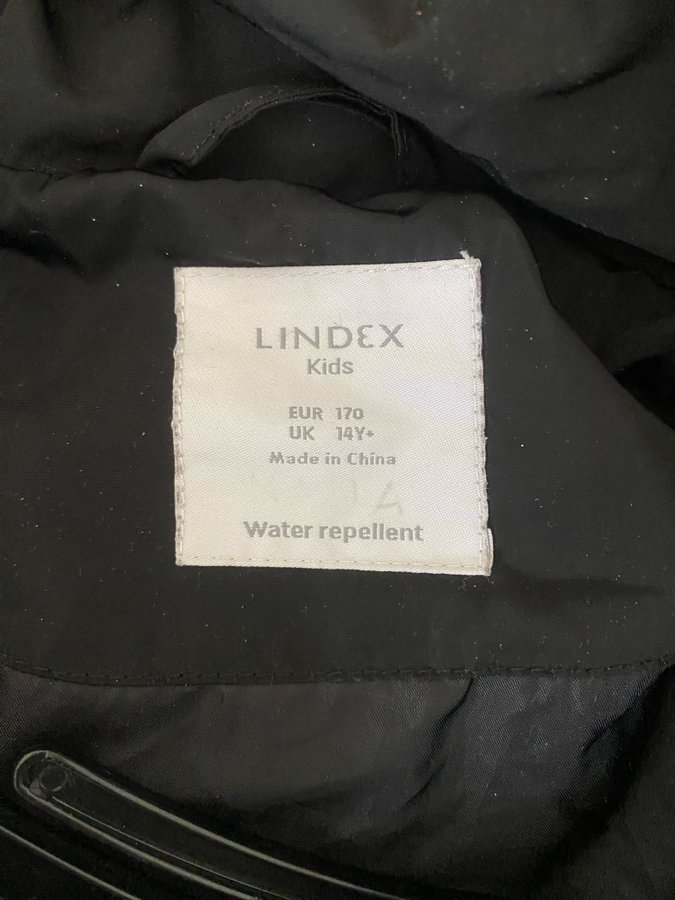 LINDEX
Kids
EUR 170
UK 14Y+
Made in China
Water repellent